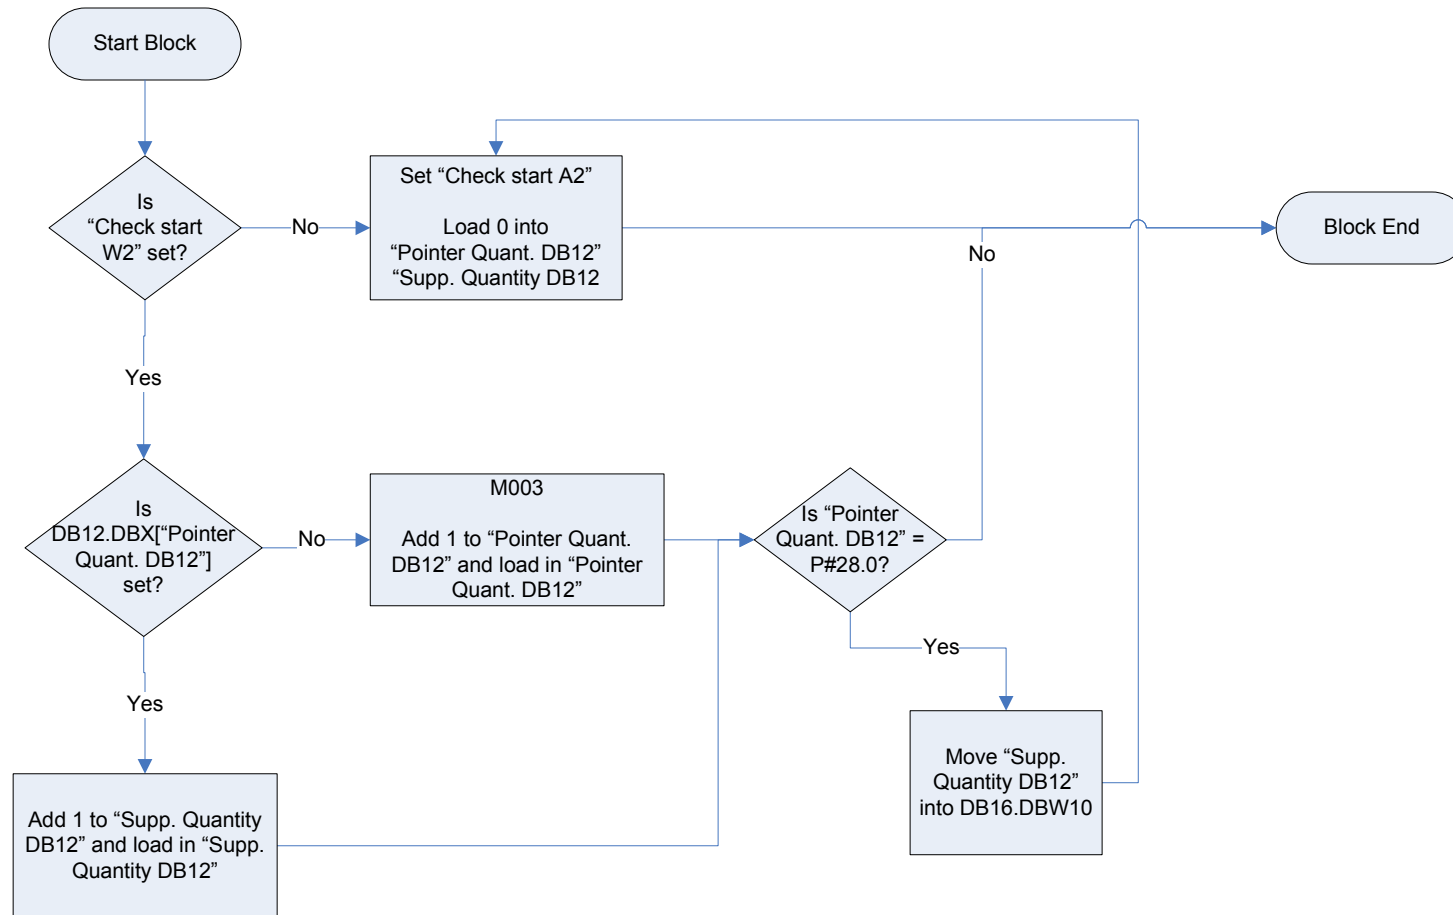 Start Block
Is
“Check start
W2” set?
No
Set “Check start A2”
Load 0 into
“Pointer Quant. DB12”
“Supp. Quantity DB12
No
Block End
Yes
Is
DB12.DBX[“Pointer
Quant. DB12”]
set?
No
M003
Add 1 to “Pointer Quant.
DB12” and load in “Pointer
Quant. DB12”
Is “Pointer
Quant. DB12” =
P#28.0?
Yes
Yes
Move “Supp.
Quantity DB12”
into DB16.DBW10
Add 1 to “Supp. Quantity
DB12” and load in “Supp.
Quantity DB12”